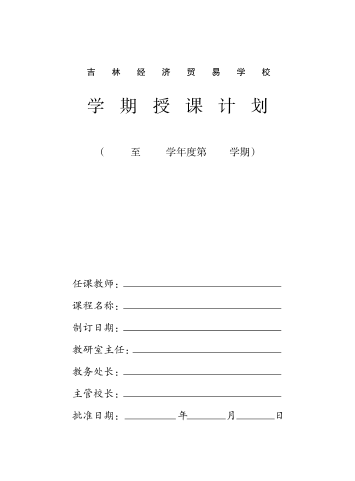 吉林经济贸易学校
学期授课计划
（　　至　　学年度第　　学期）
任课教师：
课程名称：
制订日期：
教研室主任：
教务处长：
主管校长：
批准日期：　　年　　月　　日